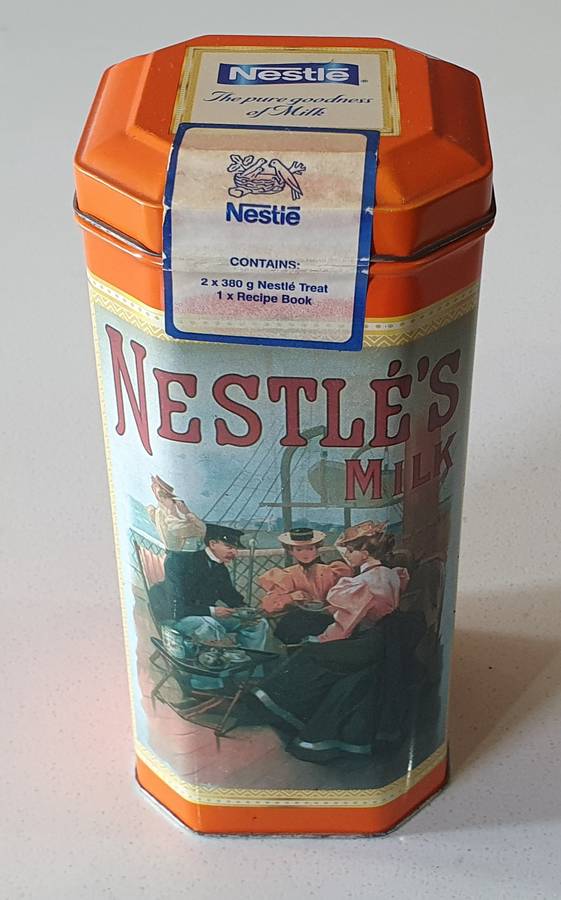 Nestlé
The pure goodness
of Milk
Nestlé
CONTAINS:
2 x 380 g Nestlé Treat
1 x Recipe Book
NESTLÉ'S
MILK